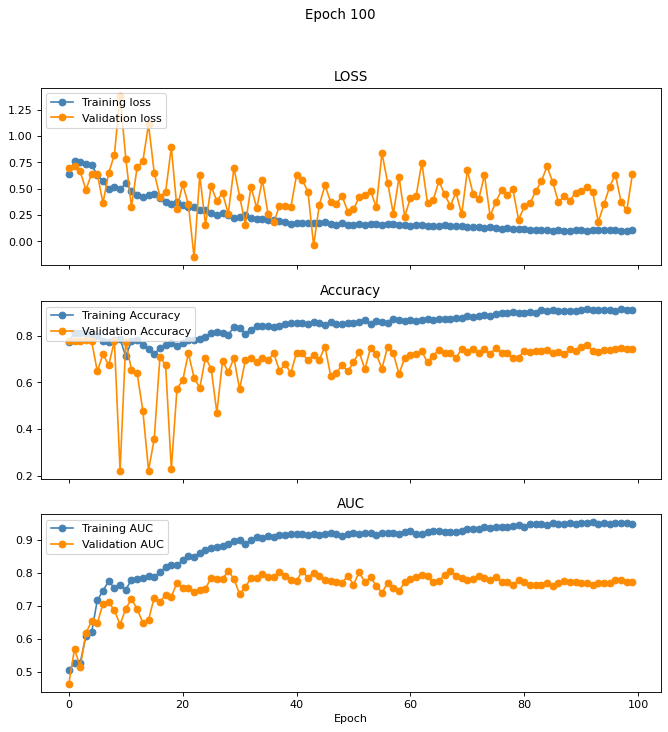 Epoch 100
LOSS
Training loss
Validation loss
1.25
1.00
0.75
0.50
0.25
0.00
Accuracy
Training Accuracy
Validation Accuracy
0.8
0.6
0.4
0.2
AUC
Training AUC
Validation AUC
0.9
0.8
0.7
0.6
0.5
0 20 40 60 80 100
Epoch